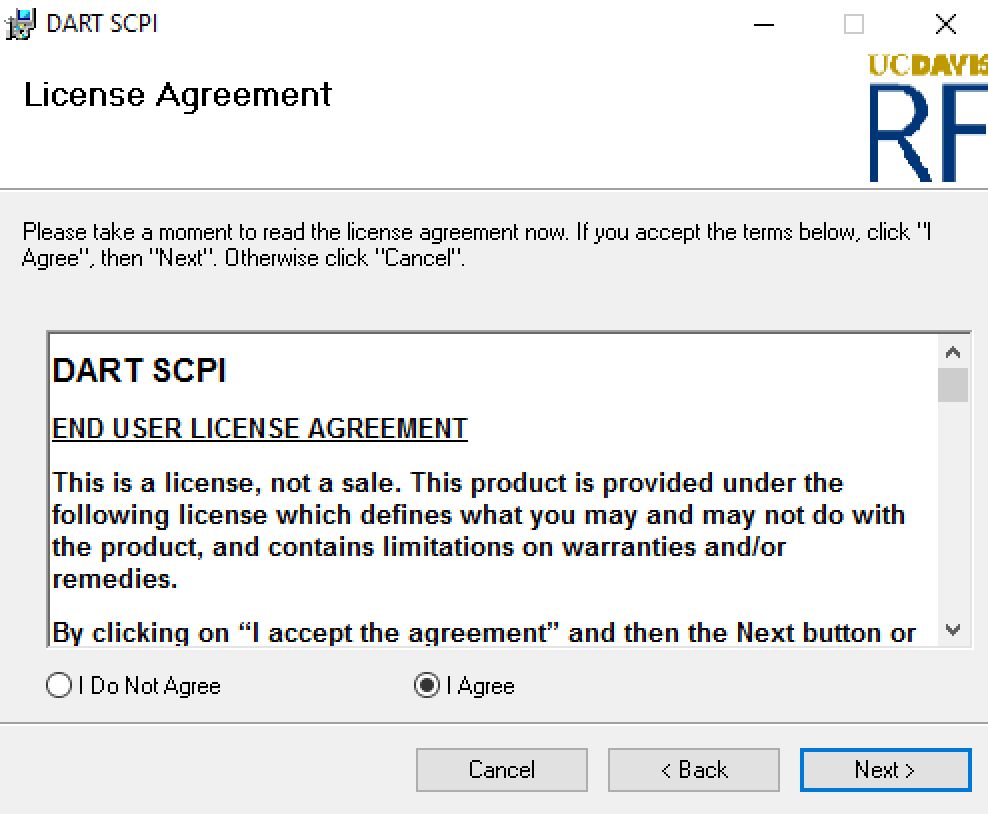 DART SCPI
License Agreement
UCDAVIS
RF
Please take a moment to read the license agreement now. If you accept the terms below, click "I
Agree", then "Next". Otherwise click "Cancel".
DART SCPI
END USER LICENSE AGREEMENT
This is a license, not a sale. This product is provided under the
following license which defines what you may and may not do with
the product, and contains limitations on warranties and/or
remedies.
By clicking on “I accept the agreement” and then the Next button or
I Do Not Agree
I Agree
Cancel
< Back
Next >